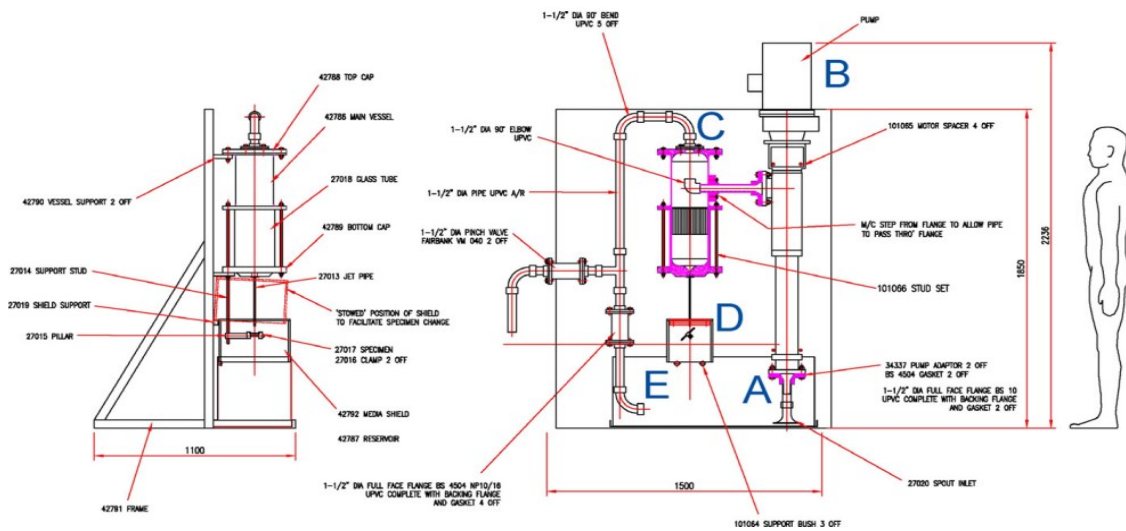 42788 TOP CAP
42786 MAIN VESSEL
27018 GLASS TUBE
42790 VESSEL SUPPORT 2 OFF
42789 BOTTOM CAP
27014 SUPPORT STUD
27013 JET PIPE
27019 SHIELD SUPPORT
'STOWED' POSITION OF SHIELD
TO FACILITATE SPECIMEN CHANGE
27015 PILLAR
27017 SPECIMEN
27016 CLAMP 2 OFF
42792 MEDIA SHIELD
42787 RESERVOIR
1100
42791 FRAME
1-1/2" DIA 90° BEND
UPVC 5 OFF
PUMP
B
C
1-1/2" DIA 90° ELBOW
UPVC
101065 MOTOR SPACER 4 OFF
1-1/2" DIA PIPE UPVC A/R
1-1/2" DIA PINCH VALVE
FAIRBANK VM 040 2 OFF
M/C STEP FROM FLANGE TO ALLOW PIPE
TO PASS THRO' FLANGE
101066 STUD SET
D
E
A
34337 PUMP ADAPTOR 2 OFF
BS 4504 GASKET 2 OFF
1-1/2" DIA FULL FACE FLANGE BS 10
UPVC COMPLETE WITH BACKING FLANGE
AND GASKET 2 OFF
1-1/2" DIA FULL FACE FLANGE BS 4504 NP10/16
UPVC COMPLETE WITH BACKING FLANGE
AND GASKET 4 OFF
1500
27020 SPOUT INLET
101064 SUPPORT BUSH 3 OFF
1850
2236